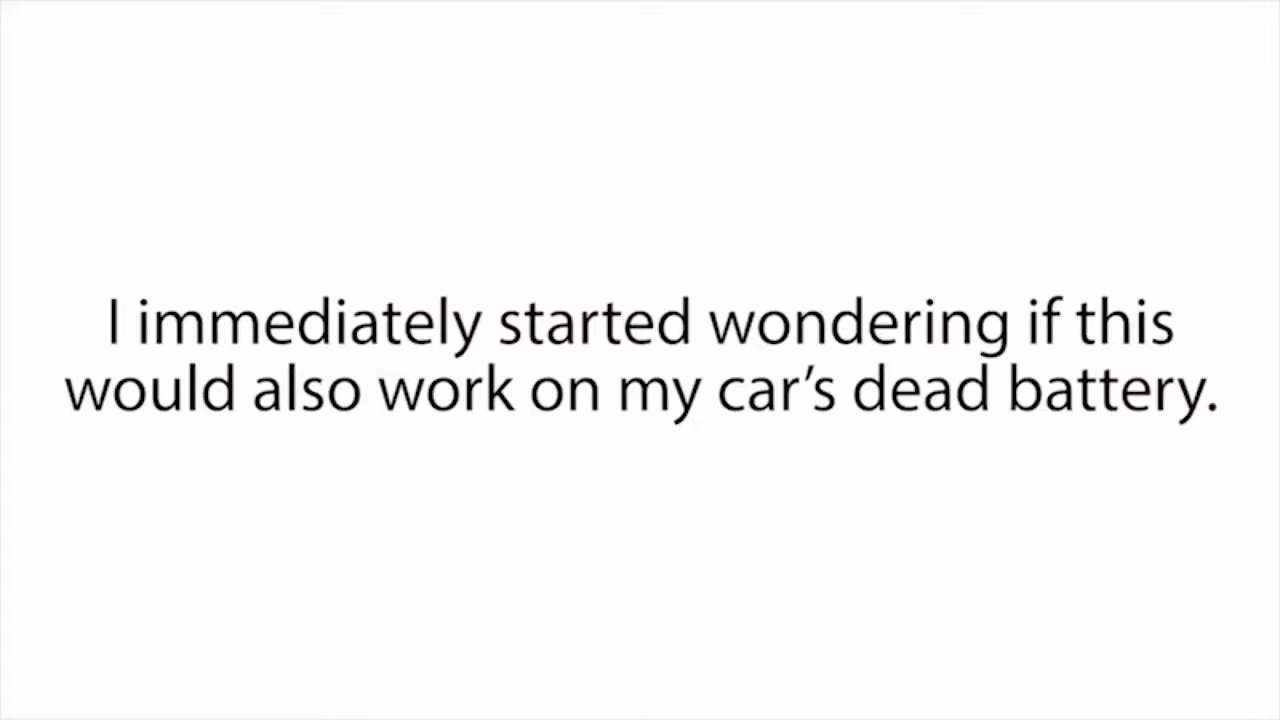 I immediately started wondering if this
would also work on my car’s dead battery.